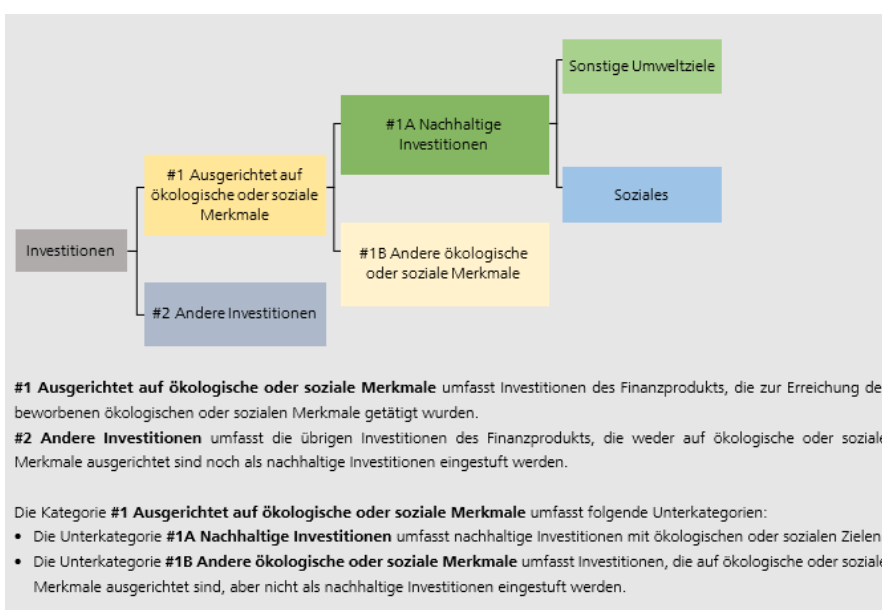 Sonstige Umweltziele
#1A Nachhaltige
Investitionen
#1 Ausgerichtet auf
ökologische oder soziale
Merkmale
Soziales
Investitionen
#1B Andere ökologische
oder soziale Merkmale
#2 Andere Investitionen
#1 Ausgerichtet auf ökologische oder soziale Merkmale umfasst Investitionen des Finanzprodukts, die zur Erreichung de
beworbenen ökologischen oder sozialen Merkmale getätigt wurden.
#2 Andere Investitionen umfasst die übrigen Investitionen des Finanzprodukts, die weder auf ökologische oder soziale
Merkmale ausgerichtet sind noch als nachhaltige Investitionen eingestuft werden.
Die Kategorie #1 Ausgerichtet auf ökologische oder soziale Merkmale umfasst folgende Unterkategorien:
• Die Unterkategorie #1A Nachhaltige Investitionen umfasst nachhaltige Investitionen mit ökologischen oder sozialen Zielen
• Die Unterkategorie #1B Andere ökologische oder soziale Merkmale umfasst Investitionen, die auf ökologische oder soziale
Merkmale ausgerichtet sind, aber nicht als nachhaltige Investitionen eingestuft werden.